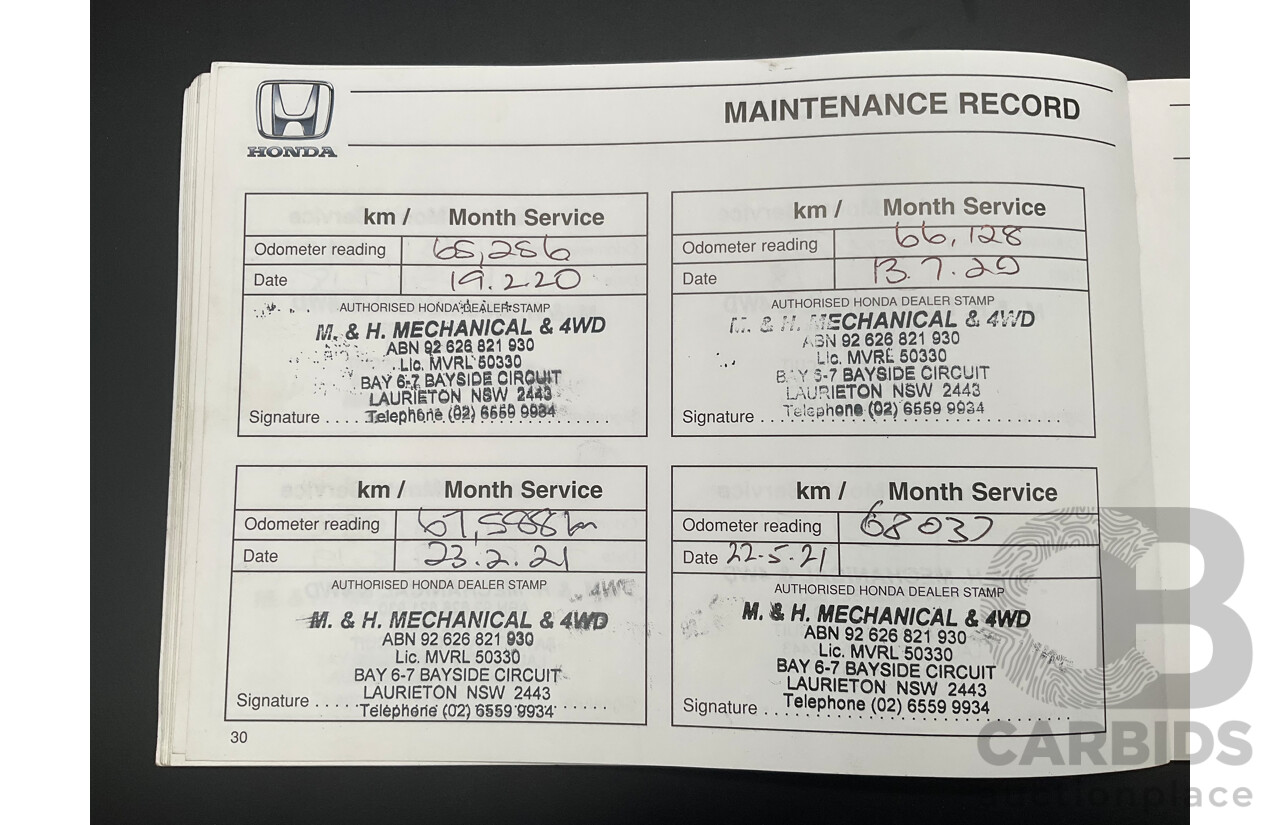 HONDA
MAINTENANCE RECORD
km / Month Service
Odometer reading 65,286
Date 19.2.20
AUTHORISED HONDA DEALER STAMP
M. & H. MECHANICAL & 4WD
ABN 92 626 821 930
Lic. MVRL 50330
BAY 6-7 BAYSIDE CIRCUIT
LAURIETON NSW 2443
Telephone (02) 6559 9934
Signature
km / Month Service
Odometer reading 66,128
Date 13.7.20
AUTHORISED HONDA DEALER STAMP
M. & H. MECHANICAL & 4WD
ABN 92 626 821 930
Lic. MVRL 50330
BAY 6-7 BAYSIDE CIRCUIT
LAURIETON NSW 2443
Telephone (02) 6559 9934
Signature
km / Month Service
Odometer reading 67,598km
Date 23.2.21
AUTHORISED HONDA DEALER STAMP
4WD
M. & H. MECHANICAL & 4WD
ABN 92 626 821 930
Lic. MVRL 50330
BAY 6-7 BAYSIDE CIRCUIT
LAURIETON NSW 2443
Signature
Telephone (02) 6559 9934
km / Month Service
Odometer reading 68037
Date 22-5-21
AUTHORISED HONDA DEALER STAMP
M. & H. MECHANICAL & 4WD
ABN 92 626 821 930
Lic. MVRL 50330
BAY 6-7 BAYSIDE CIRCUIT
LAURIETON NSW 2443
Telephone (02) 6559 9934
Signature
30
CB
CARBIDS
auctionplace